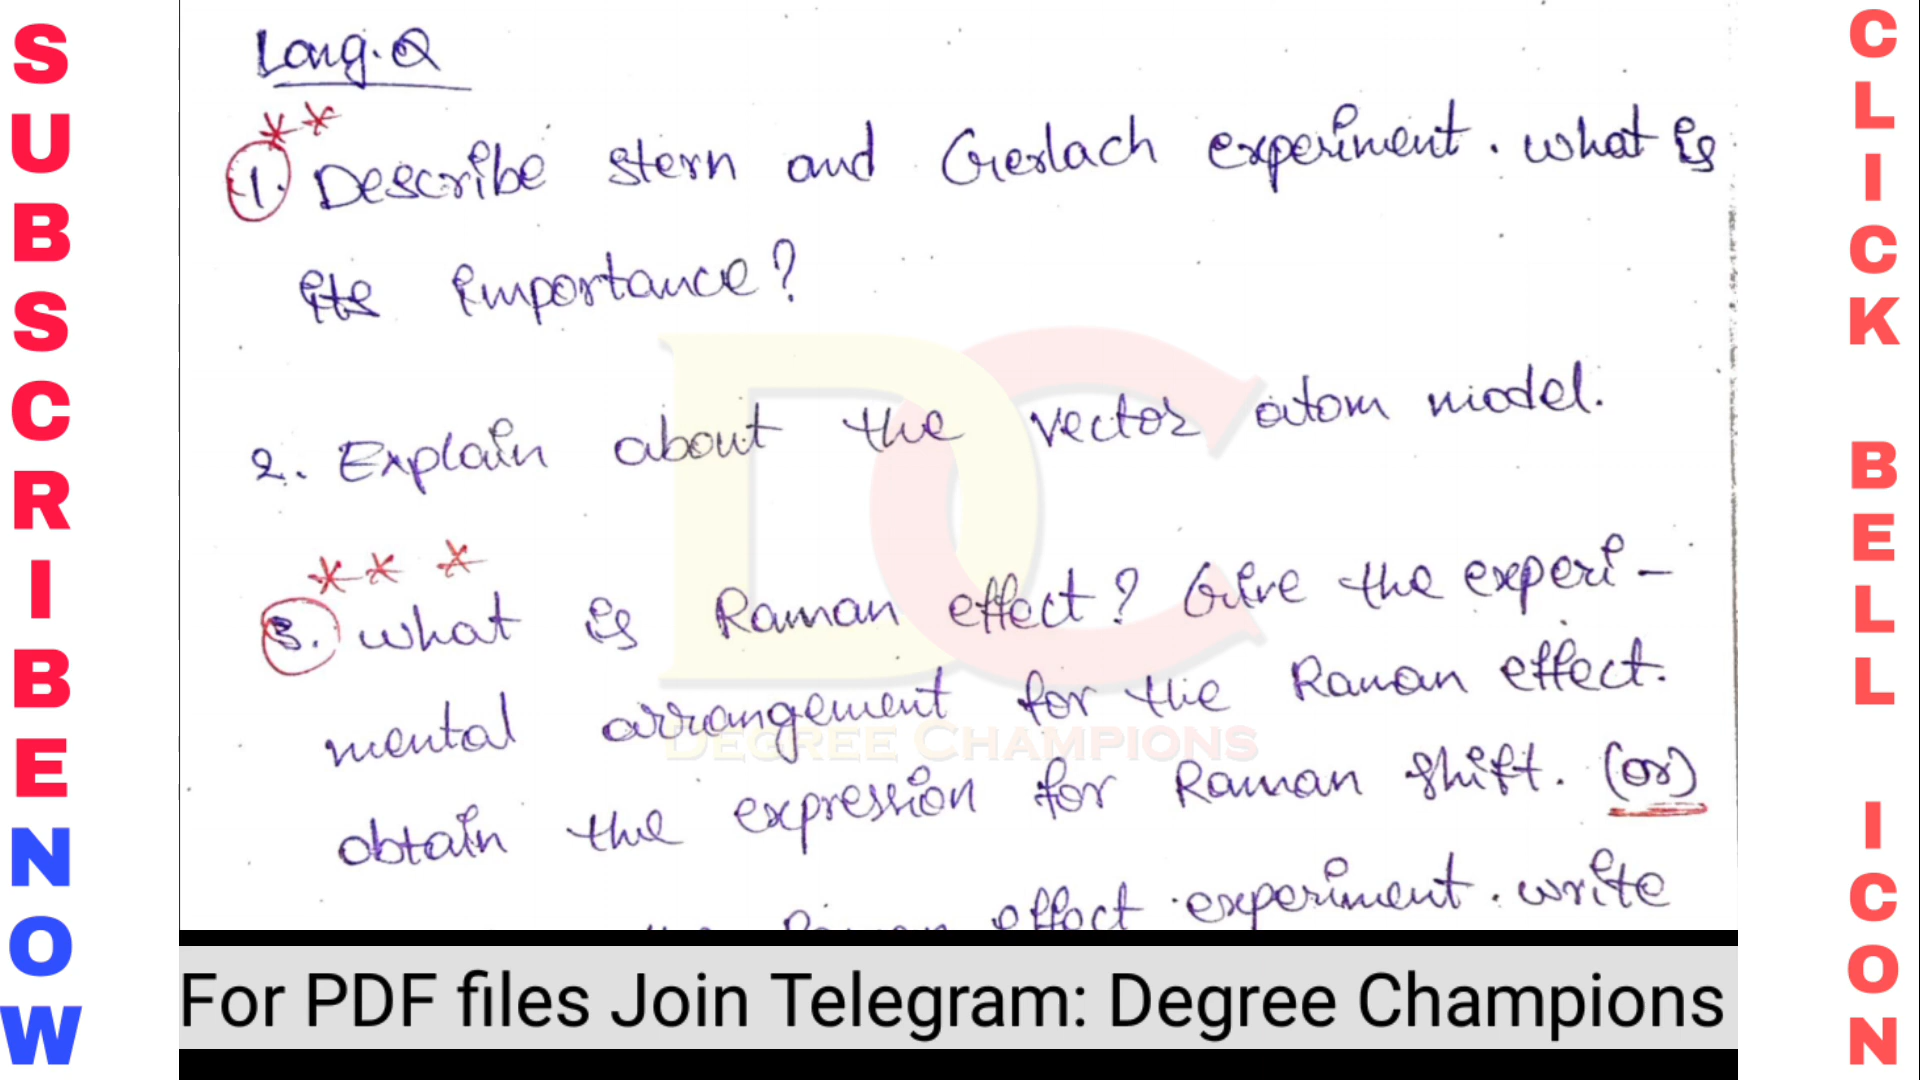 SUBSCRIBE NOW
Long.Q
1. Describe stern and Gerlach experiment. what is
its importance?
2. Explain about the vector atom model.
3. what is Raman effect? Give the experi-
mental arrangement for the Raman effect.
obtain the expression for Raman shift. (or)
effect experiment. write
DEGREE CHAMPIONS
For PDF files Join Telegram: Degree Champions
CLICK BELL ICON